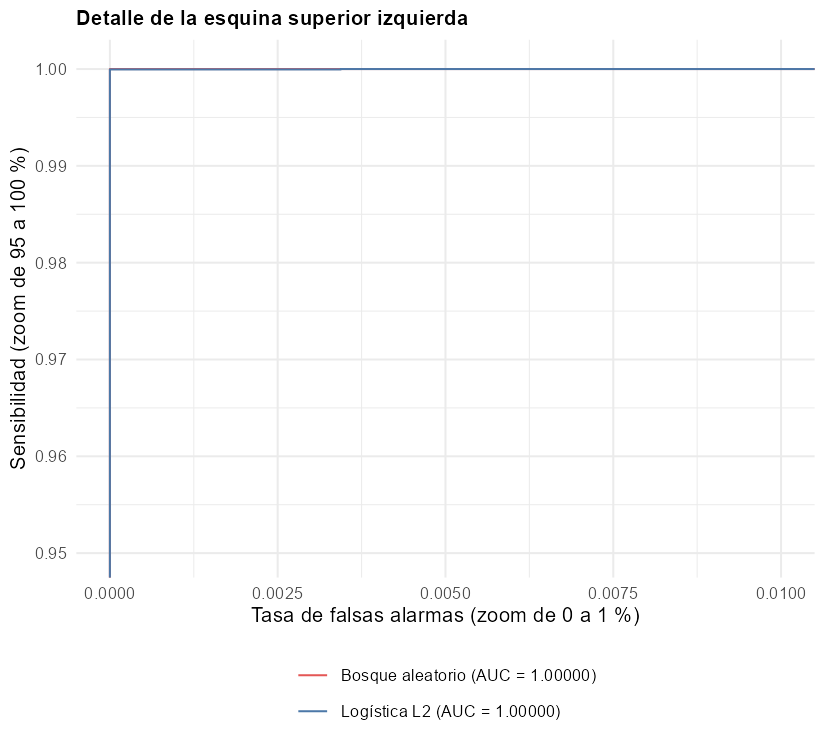 Detalle de la esquina superior izquierda
Sensibilidad (zoom de 95 a 100 %)
1.00
0.99
0.98
0.97
0.96
0.95
0.0000 0.0025 0.0050 0.0075 0.0100
Tasa de falsas alarmas (zoom de 0 a 1 %)
Bosque aleatorio (AUC = 1.00000)
Logística L2 (AUC = 1.00000)